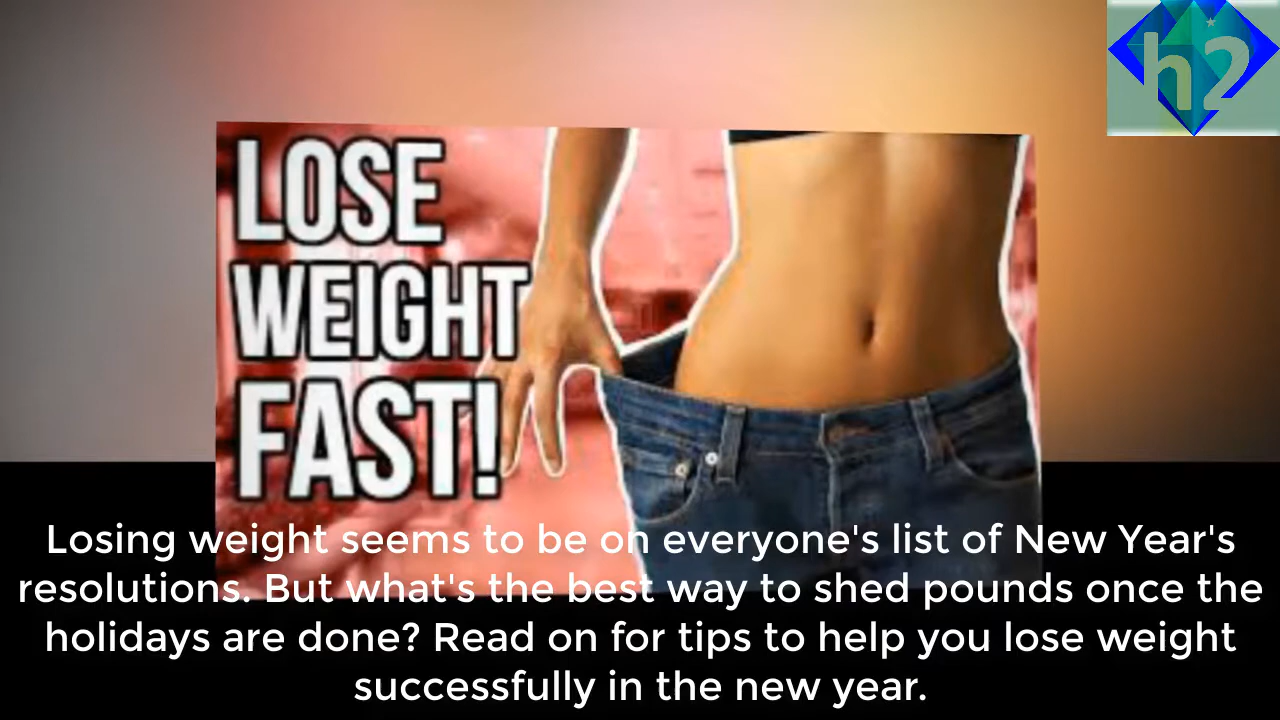 h2
LOSE
WEIGHT
FAST!
Losing weight seems to be on everyone's list of New Year's
resolutions. But what's the best way to shed pounds once the
holidays are done? Read on for tips to help you lose weight
successfully in the new year.